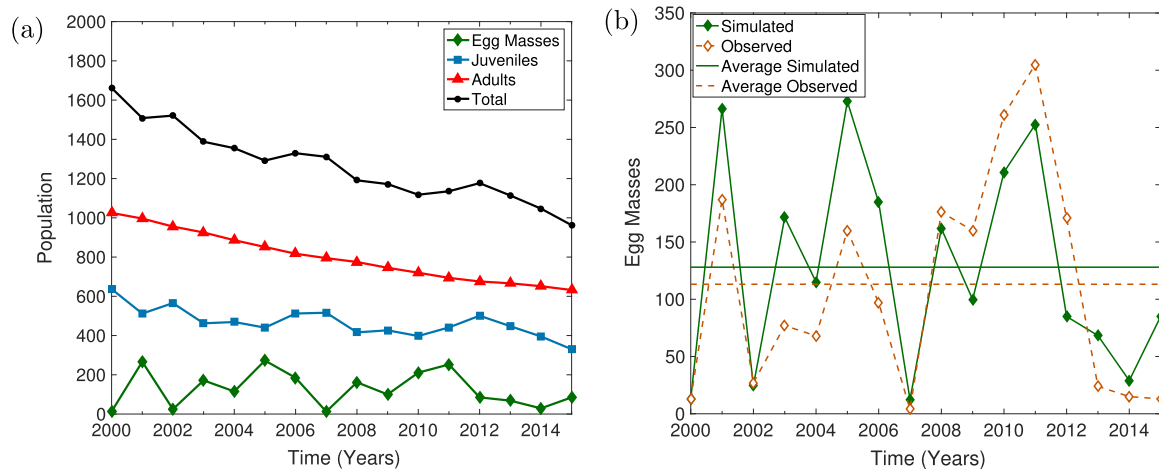 (a)
2000
1800
1600
1400
1200
1000
800
600
400
200
0
Population
2000 2002 2004 2006 2008 2010 2012 2014
Time (Years)
Egg Masses
Juveniles
Adults
Total
(b)
350
300
250
200
150
100
50
0
Egg Masses
2000 2002 2004 2006 2008 2010 2012 2014
Time (Years)
Simulated
Observed
Average Simulated
Average Observed